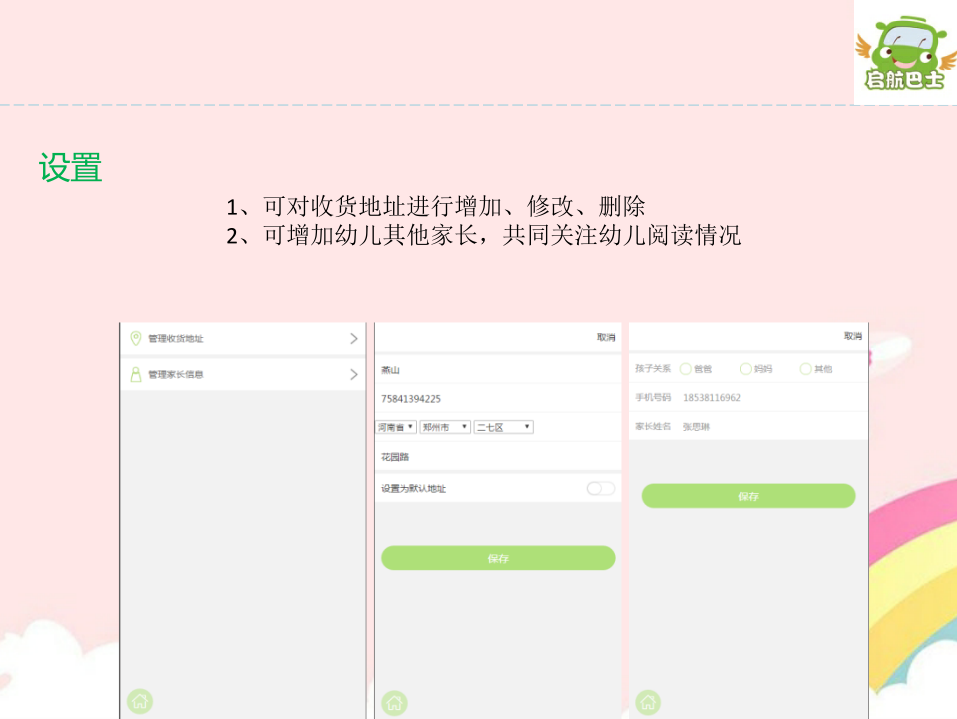 启航巴士
设置
1、可对收货地址进行增加、修改、删除
2、可增加幼儿其他家长，共同关注幼儿阅读情况
管理收货地址
管理家长信息
取消
燕山
75841394225
河南省 郑州市 二七区
花园路
设置为默认地址
保存
取消
孩子关系 爸爸 妈妈 其他
手机号码 18538116962
家长姓名 张思琳
保存